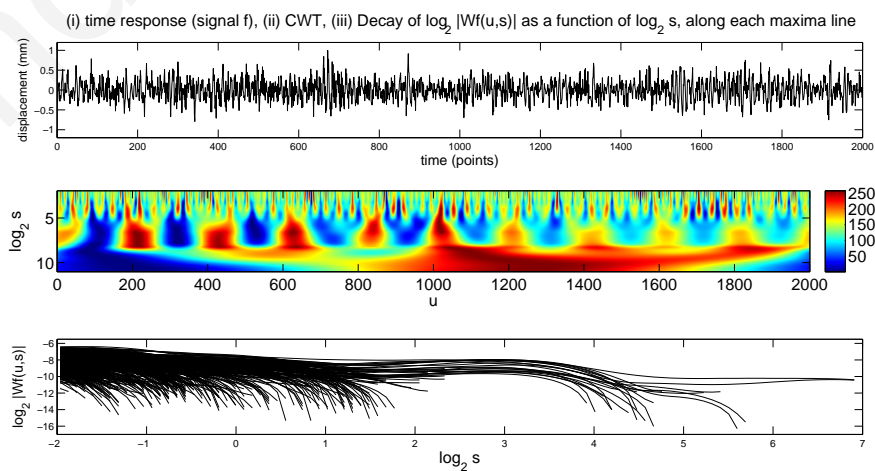 (i) time response (signal f), (ii) CWT, (iii) Decay of log2 |Wf(u,s)| as a function of log2 s, along each maxima line
displacement (mm)
1
0.5
0
−0.5
−1
0 200 400 600 800 1000 1200 1400 1600 1800 2000
time (points)
log2 s
5
10
0 200 400 600 800 1000 1200 1400 1600 1800 2000
u
250
200
150
100
50
log2 |Wf(u,s)|
−6
−8
−10
−12
−14
−16
−2 −1 0 1 2 3 4 5 6 7
log2 s